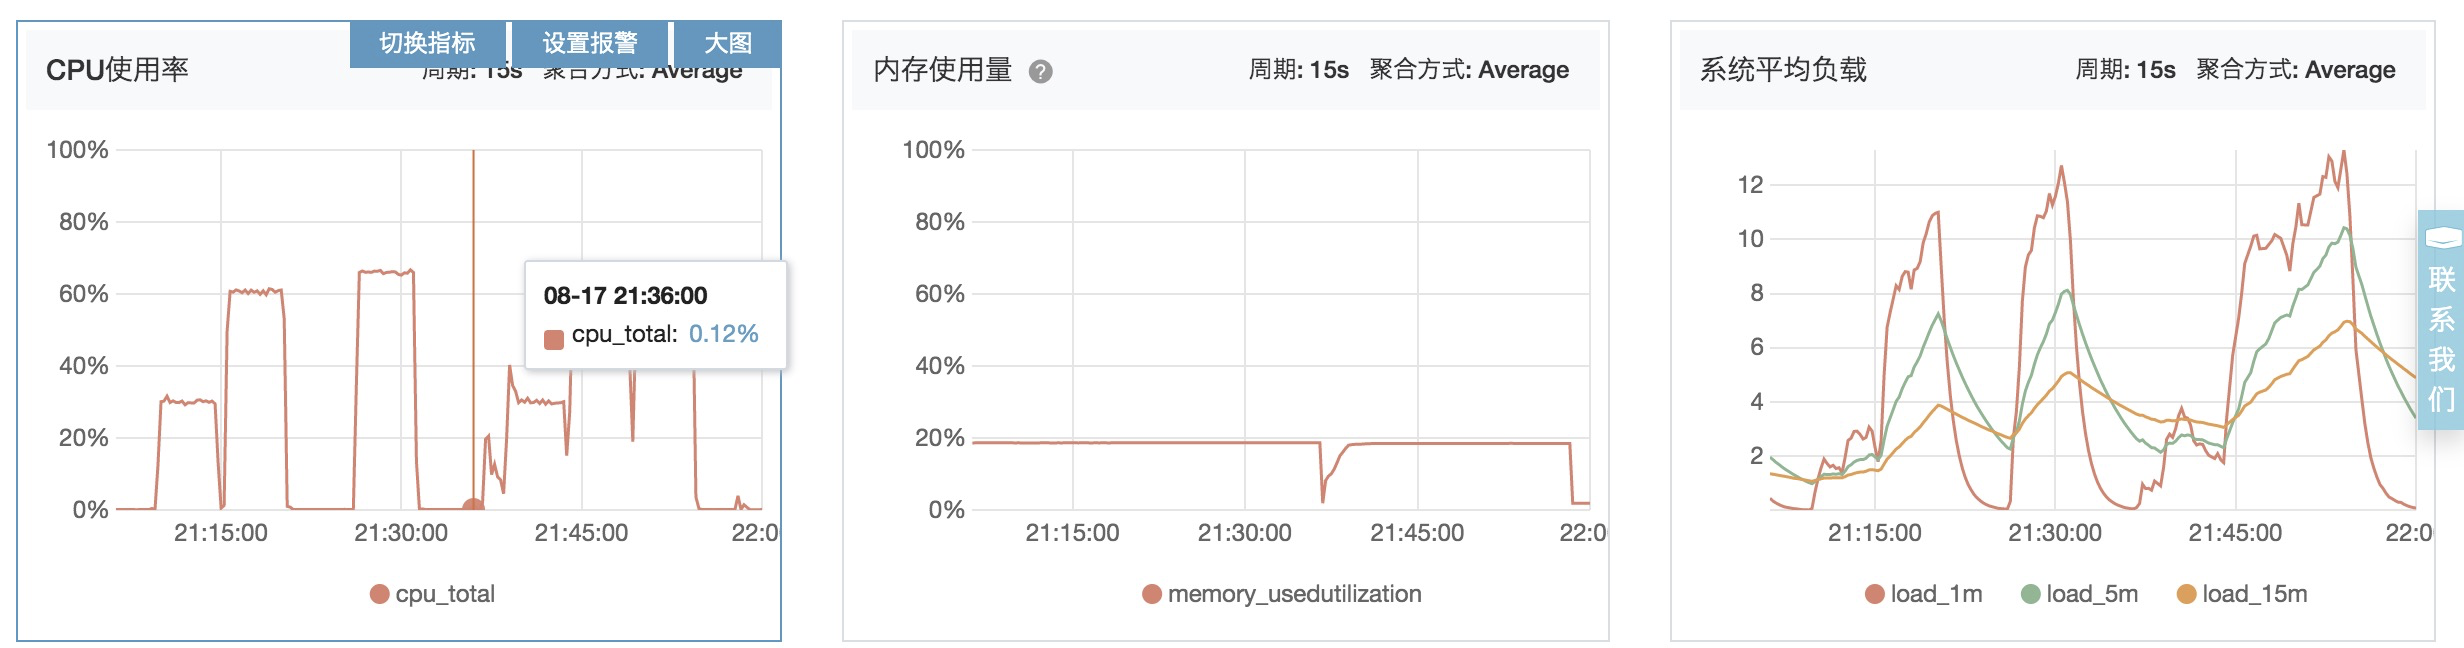 切换指标 设置报警 大图
CPU使用率 周期: 15s 聚合方式: Average
100%
80%
60%
40%
20%
0%
08-17 21:36:00
cpu_total: 0.12%
21:15:00 21:30:00 21:45:00 22:0
cpu_total
内存使用量 ? 周期: 15s 聚合方式: Average
100%
80%
60%
40%
20%
0%
21:15:00 21:30:00 21:45:00 22:0
memory_usedutilization
系统平均负载 周期: 15s 聚合方式: Average
12
10
8
6
4
2
21:15:00 21:30:00 21:45:00 22:0
load_1m load_5m load_15m
联系我们